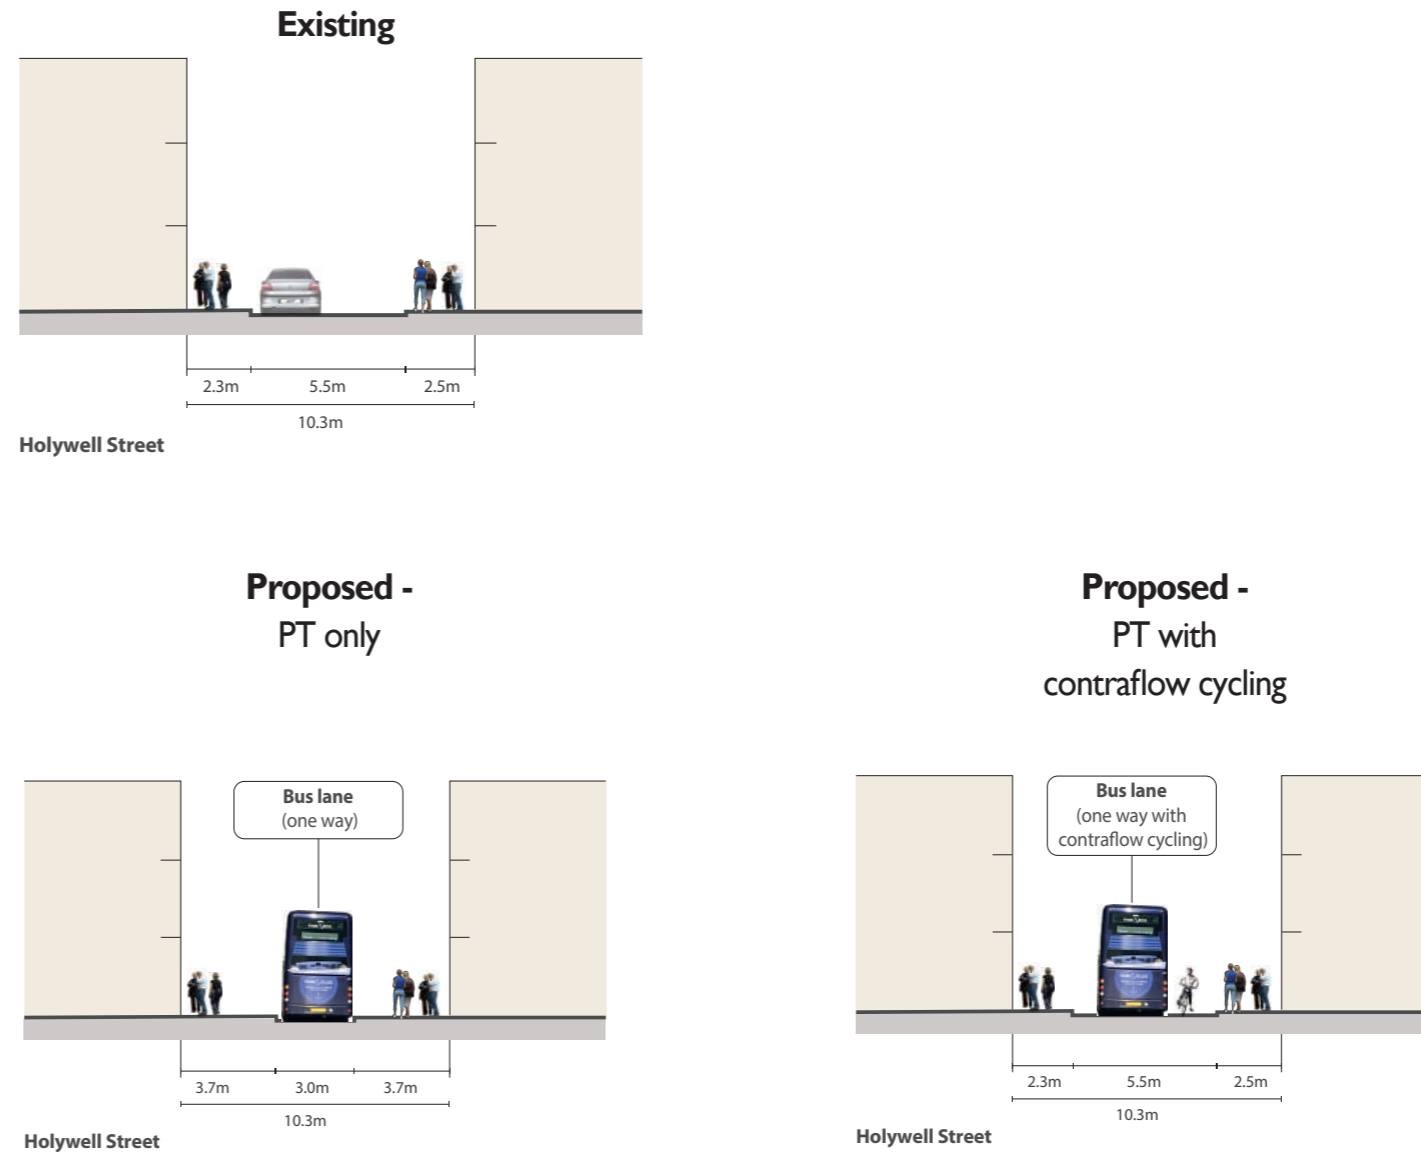 Existing
2.3m 5.5m 2.5m
10.3m
Holywell Street
Proposed -
PT only
Bus lane
(one way)
3.7m 3.0m 3.7m
10.3m
Holywell Street
Proposed -
PT with
contraflow cycling
Bus lane
(one way with
contraflow cycling)
2.3m 5.5m 2.5m
10.3m
Holywell Street